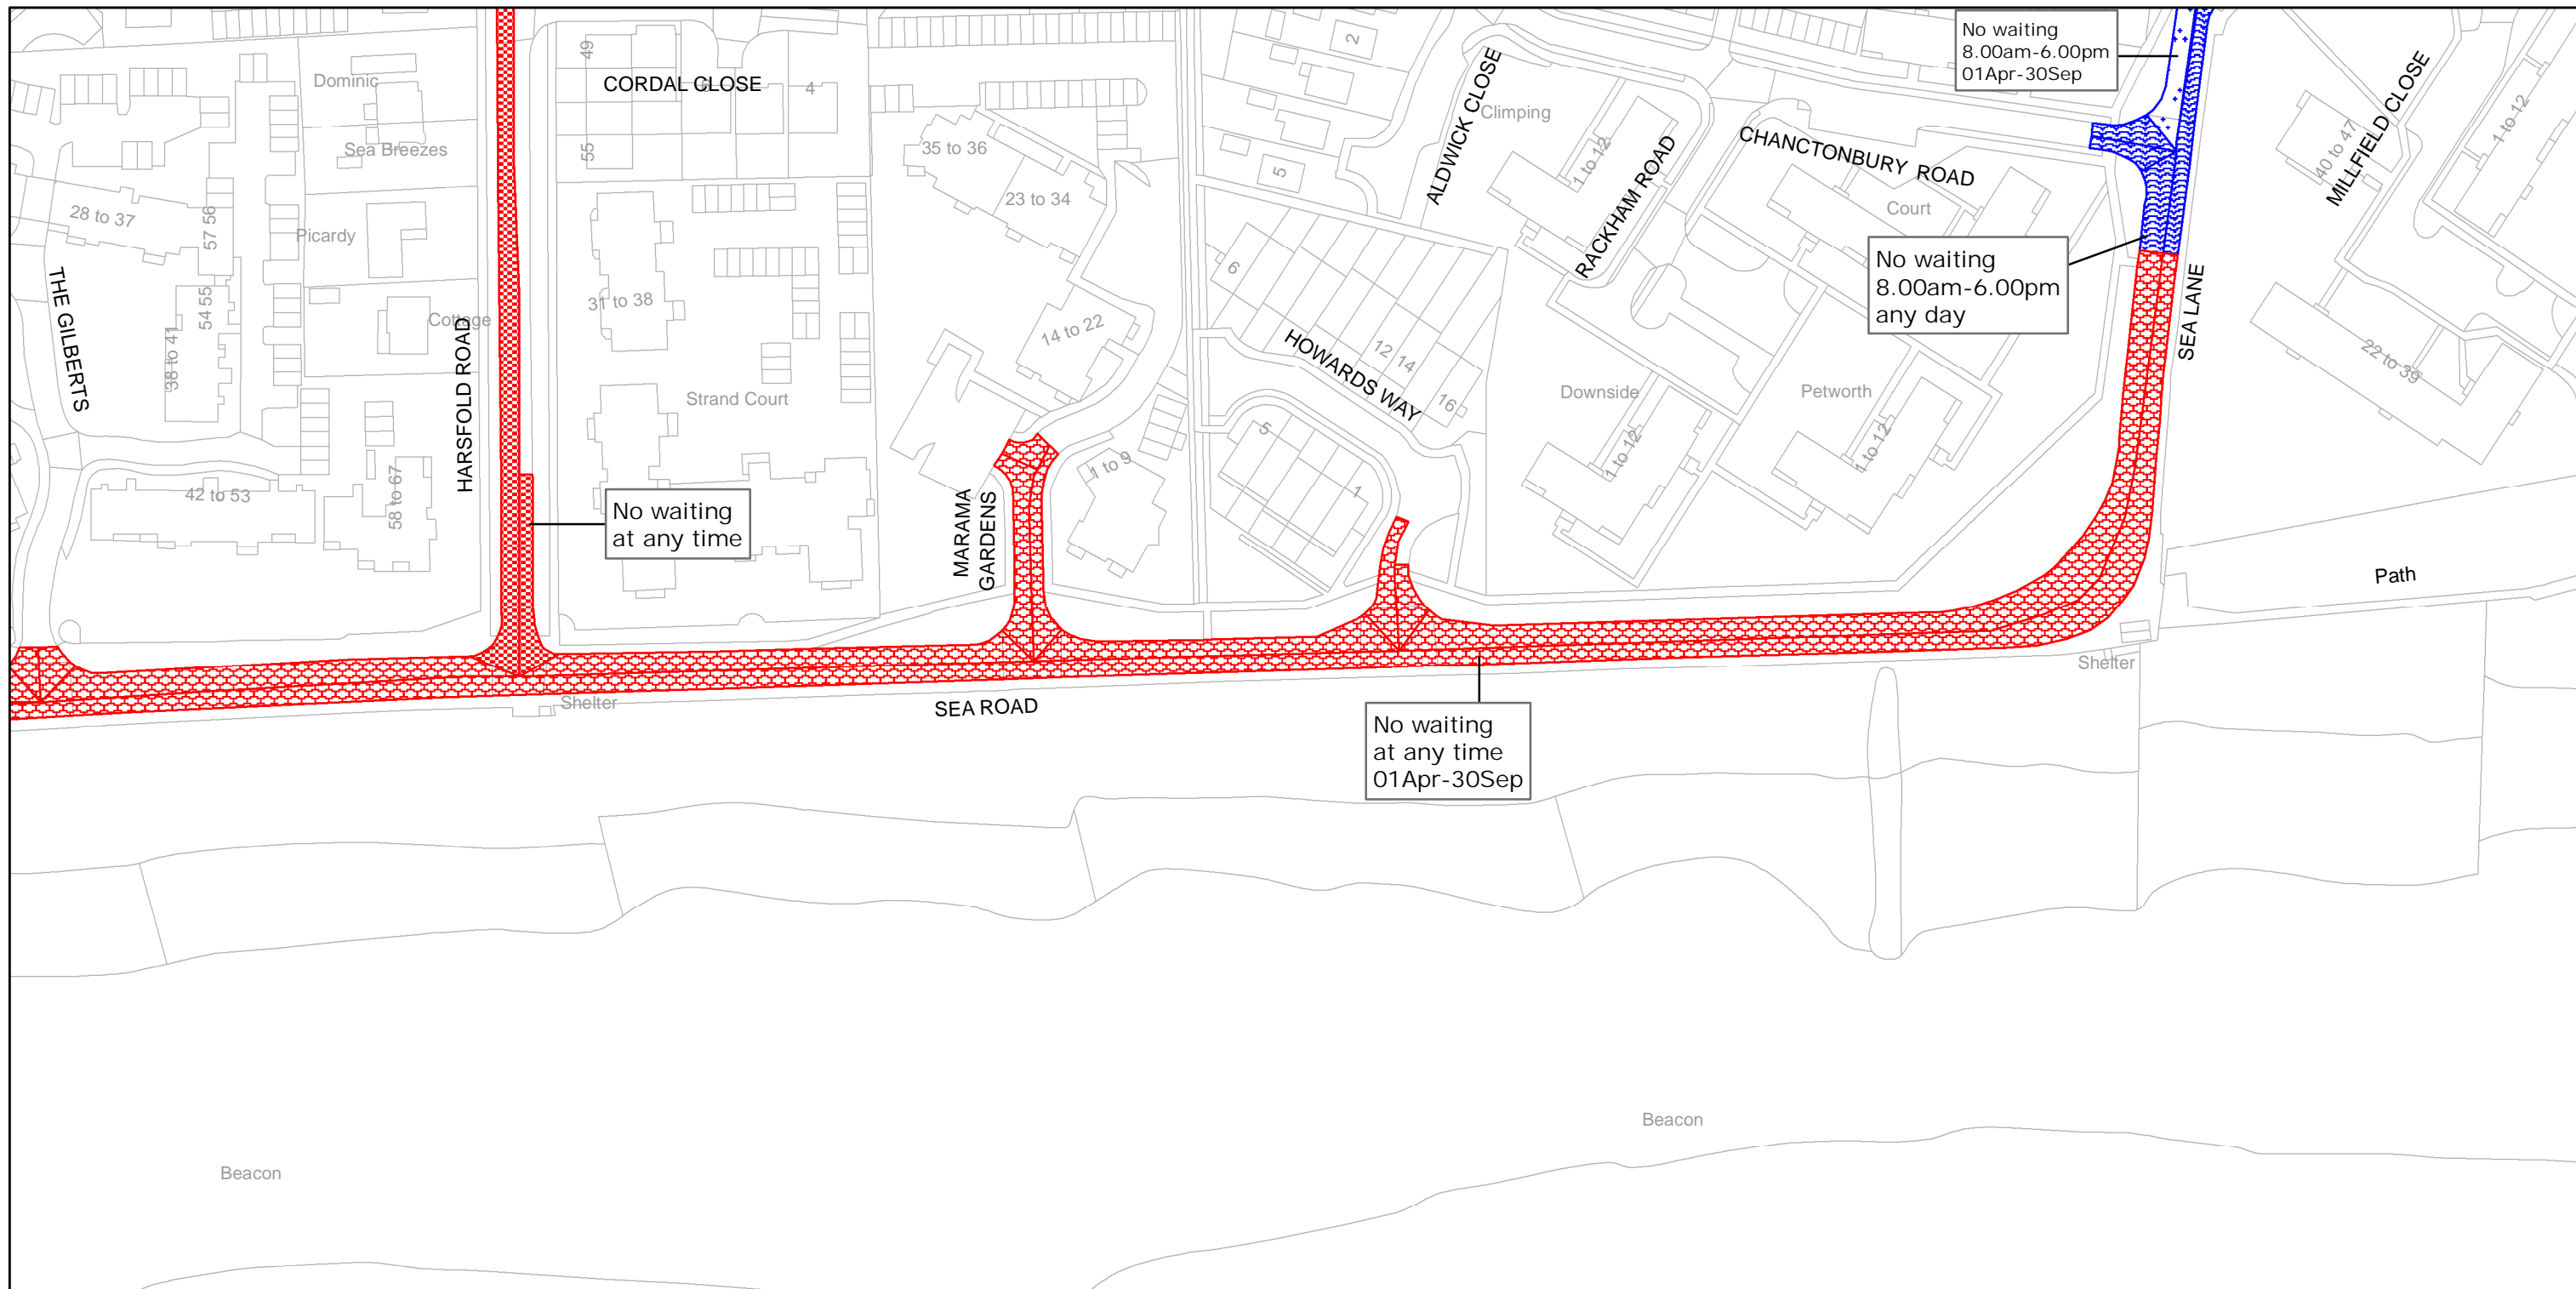 No waiting
8.00am-6.00pm
01Apr-30Sep
49
2
CORDAL CLOSE
4
Dominic
Sea Breezes
55
35 to 36
23 to 34
5
ALDWICK CLOSE
Climping
1 to 12
RACKHAM ROAD
CHANCTONBURY ROAD
Court
MILLFIELD CLOSE
40 to 47
1 to 12
28 to 37
57 56
Picardy
THE GILBERTS
54 55
38 to 41
Cottage
HARSFOLD ROAD
31 to 38
14 to 22
6
HOWARDS WAY
12 14
16
No waiting
8.00am-6.00pm
any day
SEA LANE
22 to 39
Strand Court
Downside
Petworth
1 to 12
1 to 12
42 to 53
58 to 67
No waiting
at any time
MARAMA
GARDENS
1 to 9
5
1
Path
Shelter
SEA ROAD
Shelter
No waiting
at any time
01Apr-30Sep
Beacon
Beacon